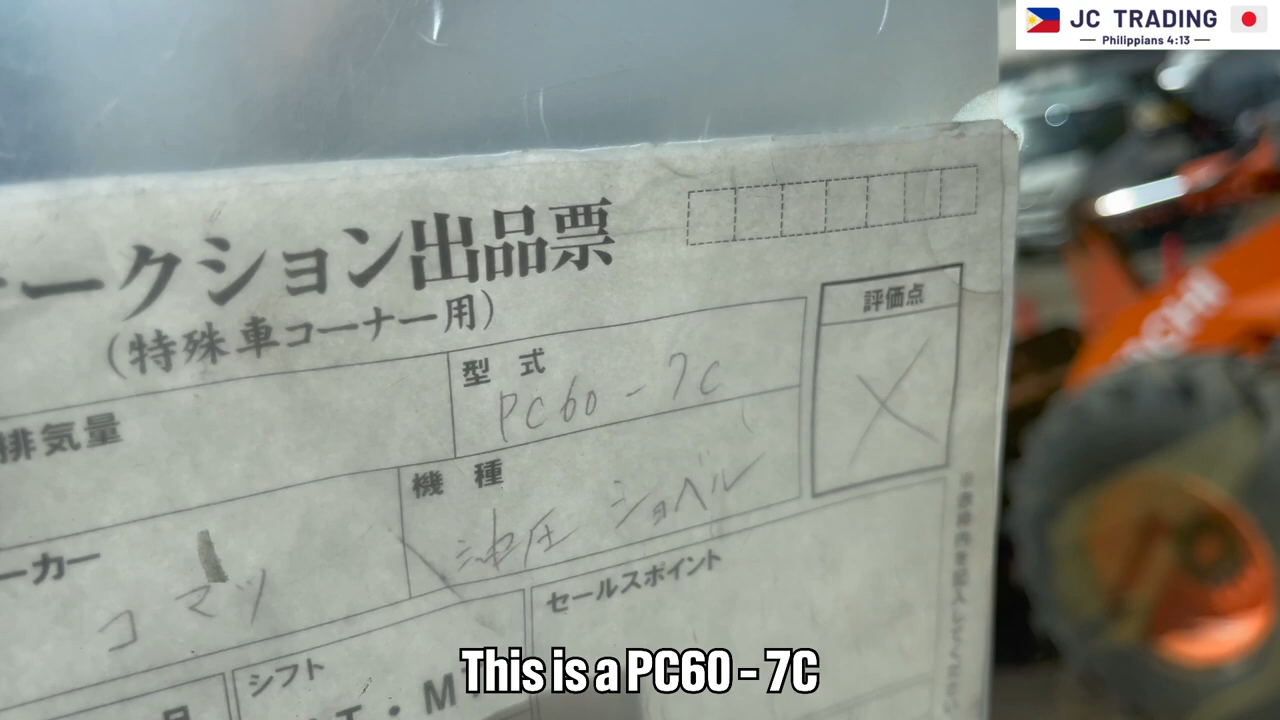 JC TRADING
Philippians 4:13
ークション出品票
(特殊車コーナー用)
評価点
型 式
PC60-7C
排気量
機 種
油圧ショベル
ーカー
コマツ
セールスポイント
シフト
T・M
This is a PC60 - 7C